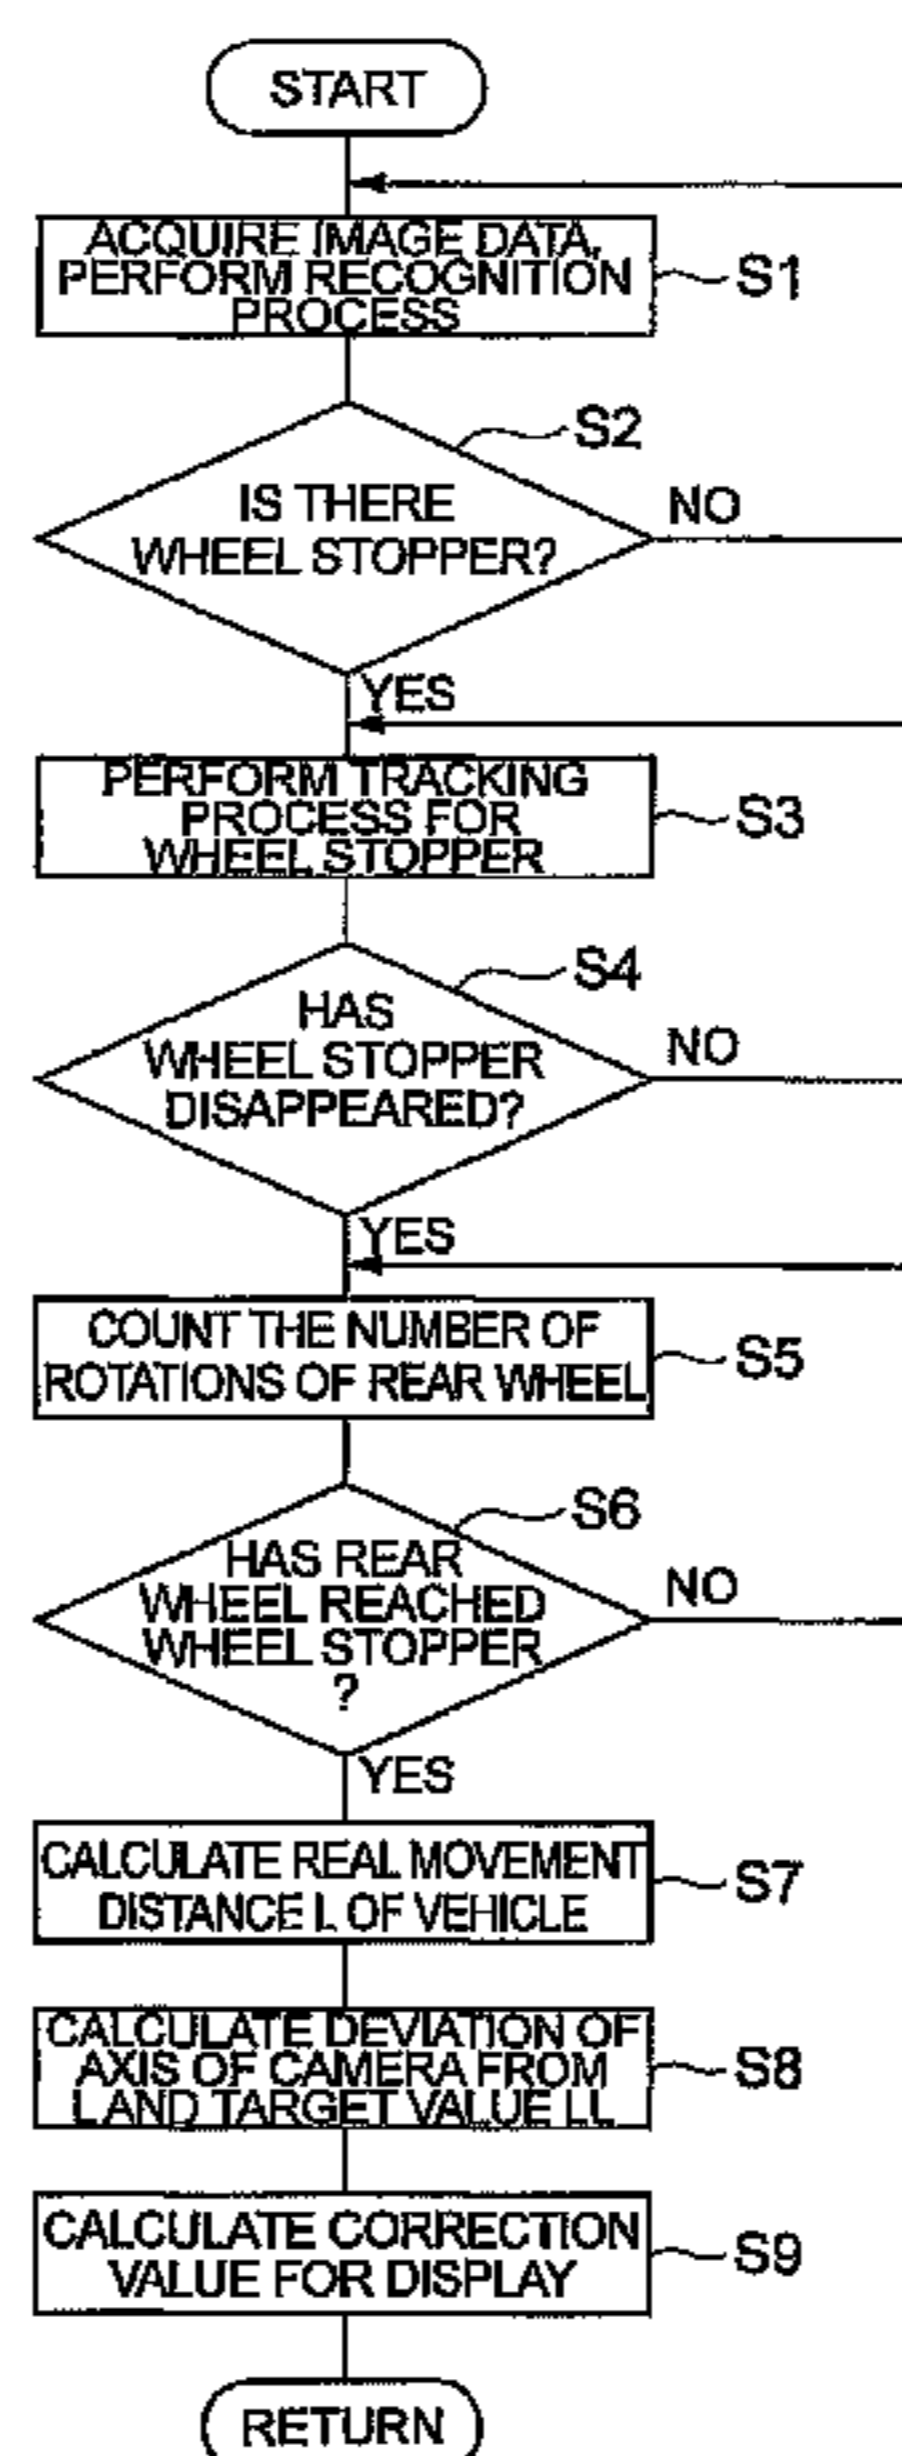 START
ACQUIRE IMAGE DATA,
PERFORM RECOGNITION
PROCESS
S1
S2
IS THERE
WHEEL STOPPER?
NO
YES
PERFORM TRACKING
PROCESS FOR
WHEEL STOPPER
S3
S4
HAS
WHEEL STOPPER
DISAPPEARED?
NO
YES
COUNT THE NUMBER OF
ROTATIONS OF REAR WHEEL
S5
S6
HAS REAR
WHEEL REACHED
WHEEL STOPPER
?
NO
YES
CALCULATE REAL MOVEMENT
DISTANCE L OF VEHICLE
S7
CALCULATE DEVIATION OF
AXIS OF CAMERA FROM
L AND TARGET VALUE LL
S8
CALCULATE CORRECTION
VALUE FOR DISPLAY
S9
RETURN